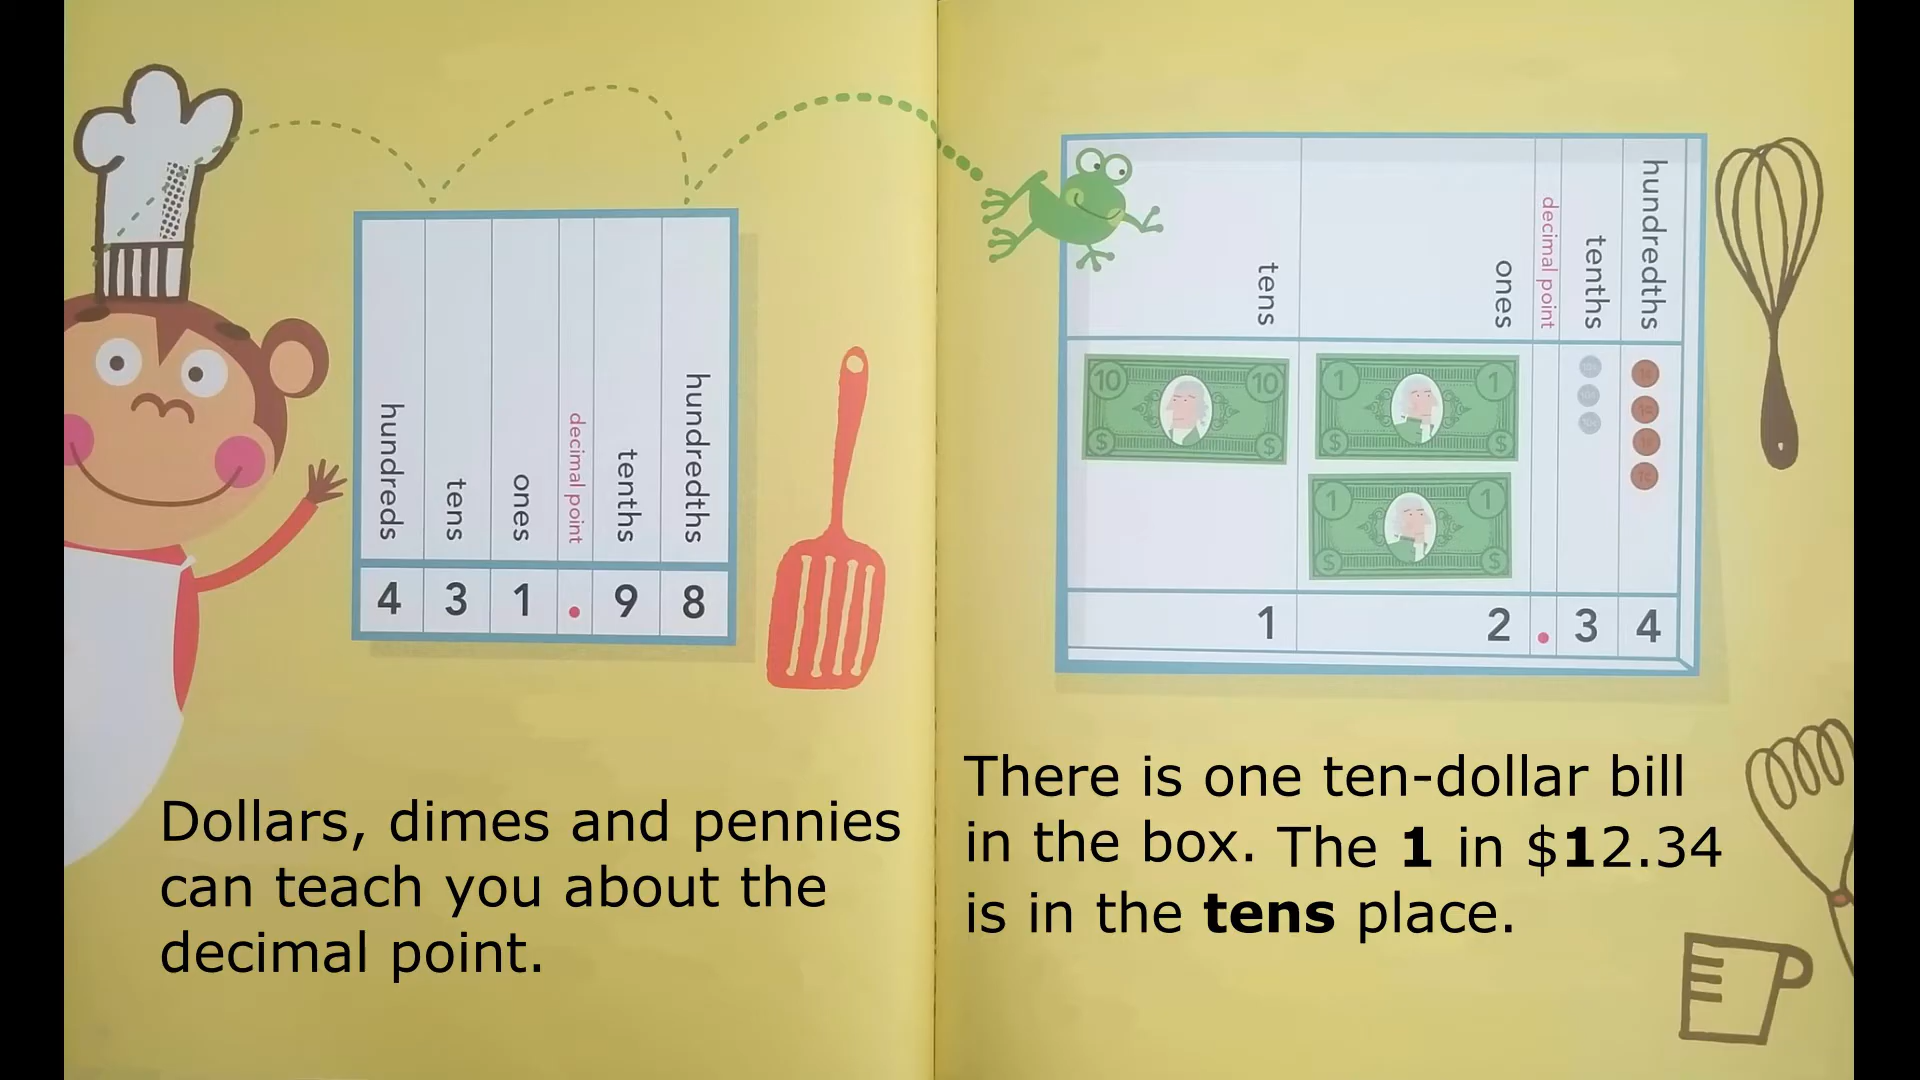 hundreds
tens
ones
decimal point
tenths
hundredths
4 3 1 . 9 8
Dollars, dimes and pennies
can teach you about the
decimal point.
tens
ones
decimal point
tenths
hundredths
10 10
$ $
1 1
$ $
1 1
$ $
1 2 . 3 4
There is one ten-dollar bill
in the box. The 1 in $12.34
is in the tens place.